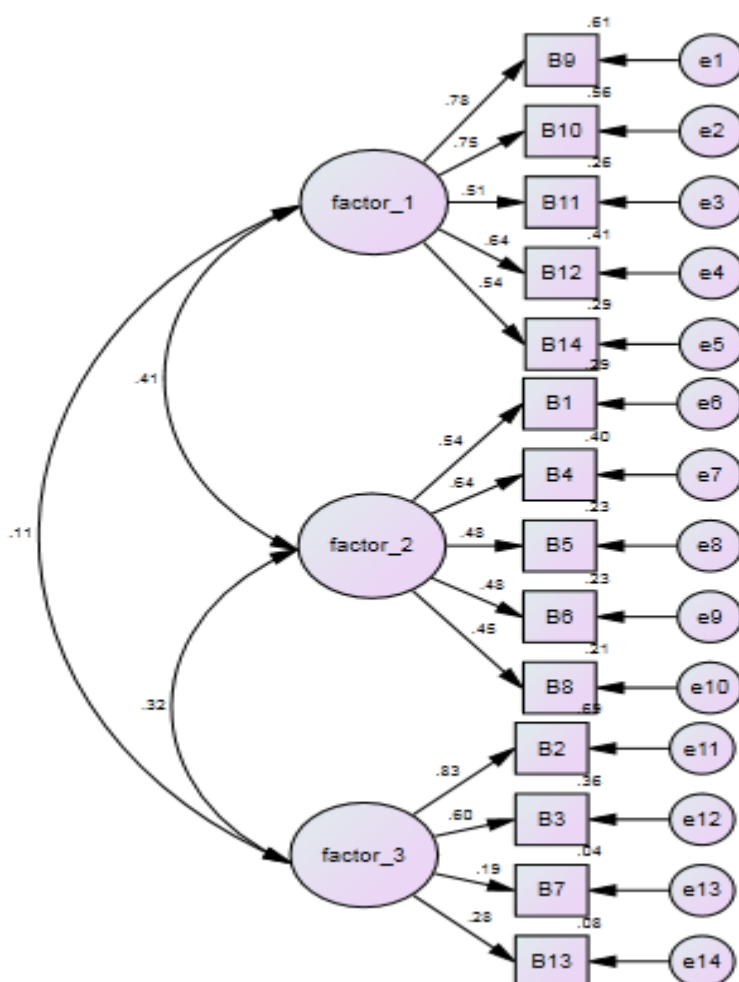 .61
B9
e1
.78
.56
B10
e2
.75
.26
factor_1
.51
B11
e3
.41
.64
B12
e4
.54
.29
B14
e5
.29
.41
B1
e6
.40
.54
B4
e7
.64
.23
.11
factor_2
.48
B5
e8
.23
.48
B6
e9
.45
.21
B8
e10
.69
.32
B2
e11
.83
.36
.60
B3
e12
.04
factor_3
.19
B7
e13
.28
.08
B13
e14